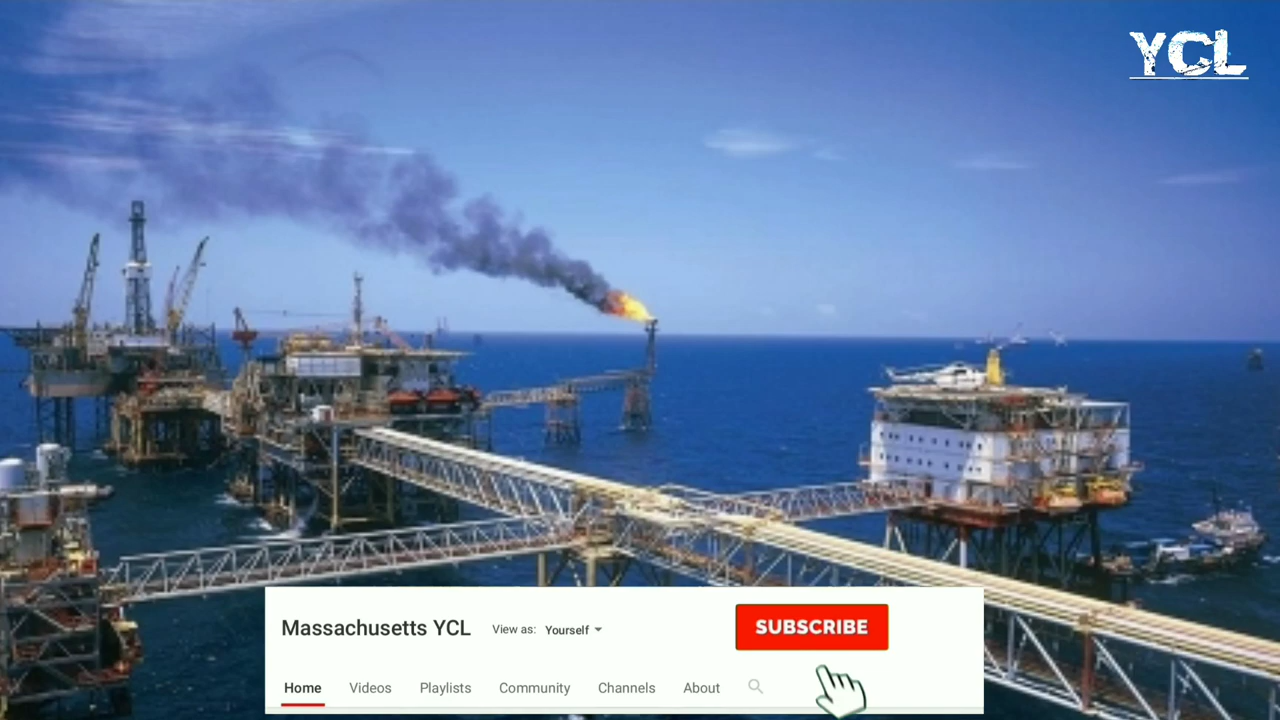 YCL
Massachusetts YCL View as: Yourself SUBSCRIBE
Home Videos Playlists Community Channels About